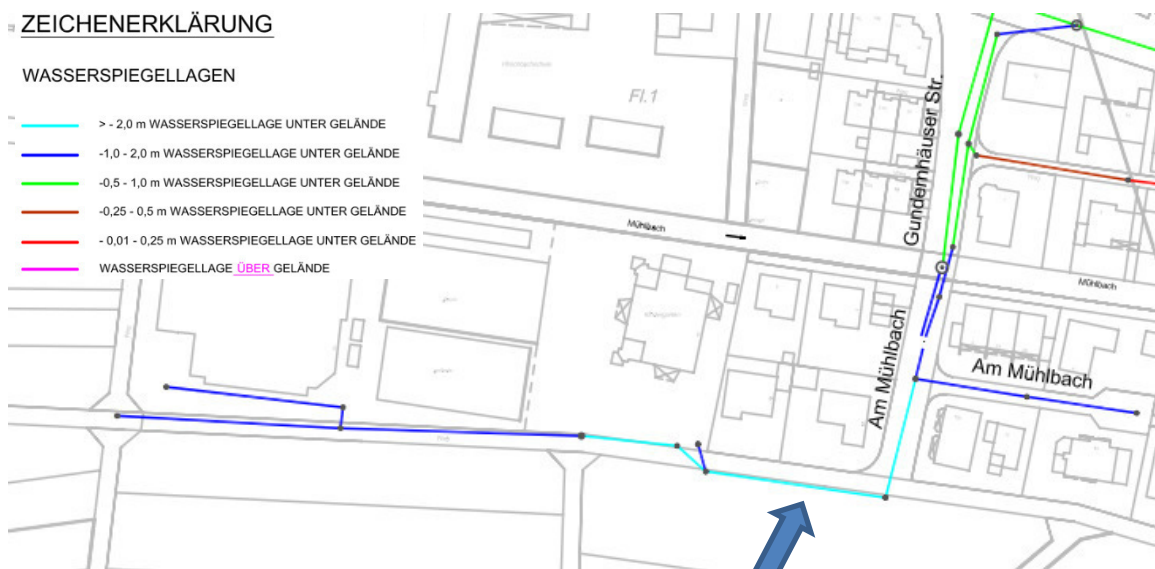 ZEICHENERKLÄRUNG
WASSERSPIEGELLAGEN
> - 2,0 m WASSERSPIEGELLAGE UNTER GELÄNDE
-1,0 - 2,0 m WASSERSPIEGELLAGE UNTER GELÄNDE
-0,5 - 1,0 m WASSERSPIEGELLAGE UNTER GELÄNDE
-0,25 - 0,5 m WASSERSPIEGELLAGE UNTER GELÄNDE
- 0,01 - 0,25 m WASSERSPIEGELLAGE UNTER GELÄNDE
WASSERSPIEGELLAGE ÜBER GELÄNDE
Fl.1
Gundernhäuser Str.
Mühlbach
Mühlbach
Am Mühlbach
Am Mühlbach